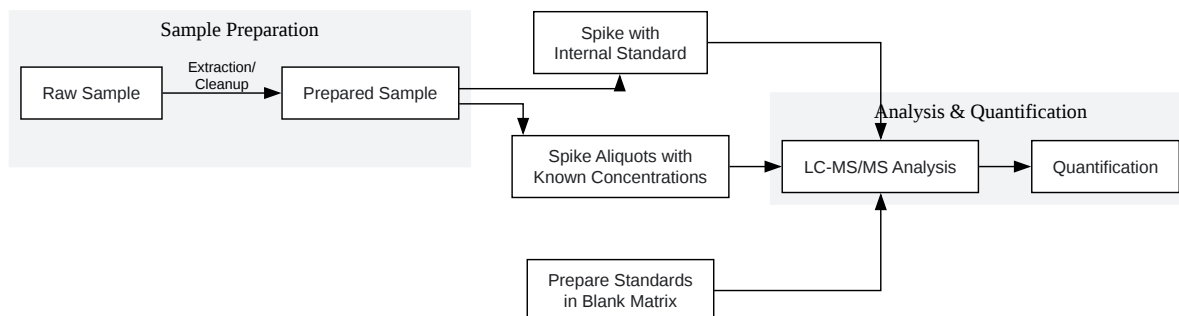 Sample Preparation
Raw Sample
Extraction/
Cleanup
Prepared Sample
Spike with
Internal Standard
Spike Aliquots with
Known Concentrations
Prepare Standards
in Blank Matrix
Analysis & Quantification
LC-MS/MS Analysis
Quantification